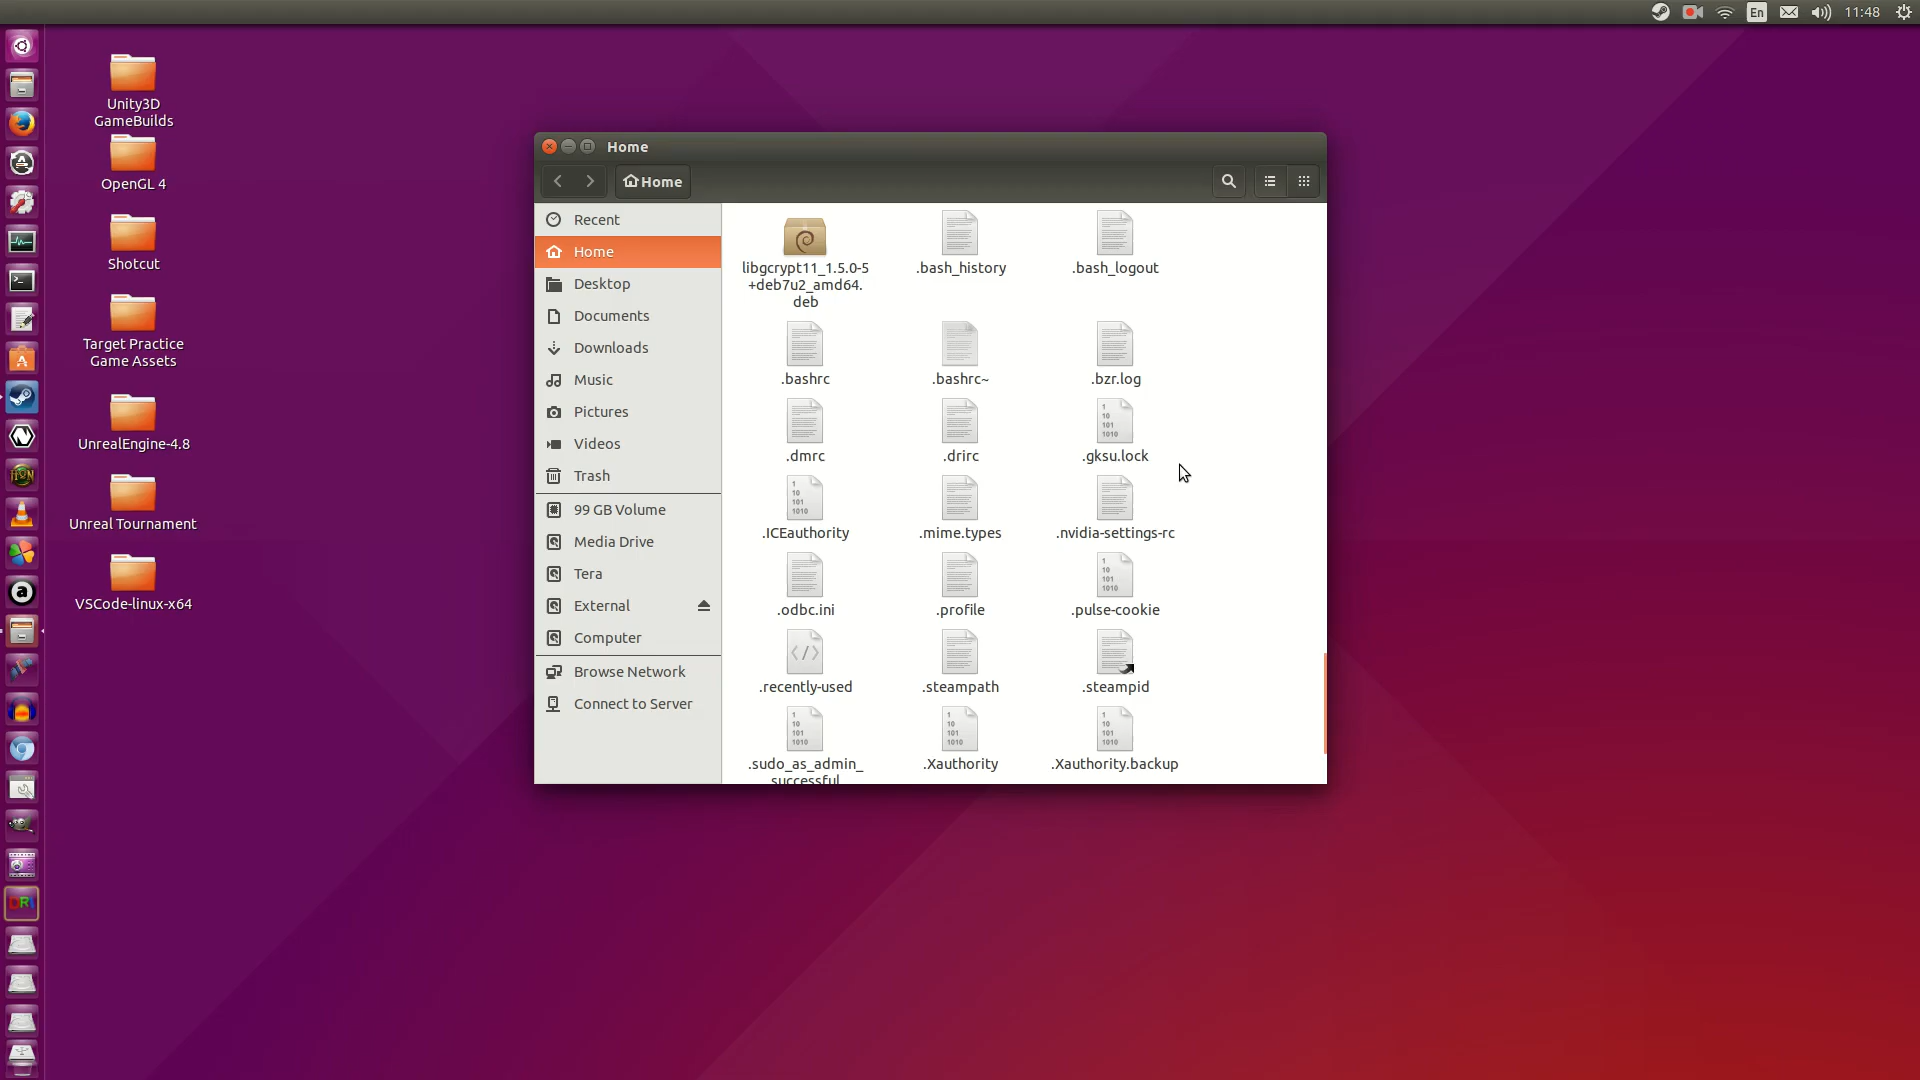 En
11:48
Unity3D
GameBuilds
OpenGL 4
Shotcut
Target Practice
Game Assets
UnrealEngine-4.8
Unreal Tournament
VSCode-linux-x64
Home
Home
Recent
Home
Desktop
Documents
Downloads
Music
Pictures
Videos
Trash
99 GB Volume
Media Drive
Tera
External
Computer
Browse Network
Connect to Server
libgcrypt11_1.5.0-5
+deb7u2_amd64.
deb
.bash_history
.bash_logout
.bashrc
.bashrc~
.bzr.log
.dmrc
.drirc
.gksu.lock
.ICEauthority
.mime.types
.nvidia-settings-rc
.odbc.ini
.profile
.pulse-cookie
.recently-used
.steampath
.steampid
.sudo_as_admin_
successful
.Xauthority
.Xauthority.backup